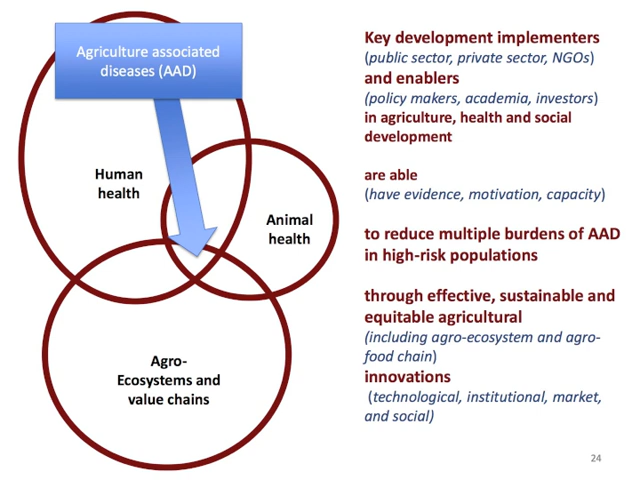 Agriculture associated
diseases (AAD)
Human
health
Animal
health
Agro-
Ecosystems and
value chains
Key development implementers
(public sector, private sector, NGOs)
and enablers
(policy makers, academia, investors)
in agriculture, health and social
development
are able
(have evidence, motivation, capacity)
to reduce multiple burdens of AAD
in high-risk populations
through effective, sustainable and
equitable agricultural
(including agro-ecosystem and agro-
food chain)
innovations
(technological, institutional, market,
and social)
24